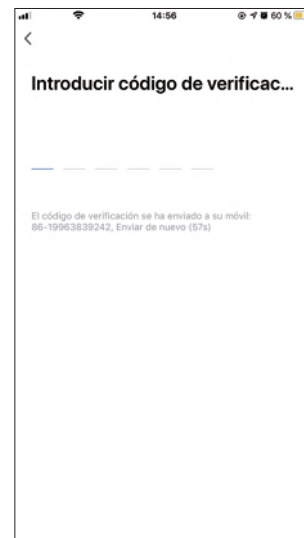 14:56
60 %
Introducir código de verificac...
El código de verificación se ha enviado a su móvil:
86-19963839242, Enviar de nuevo (57s)